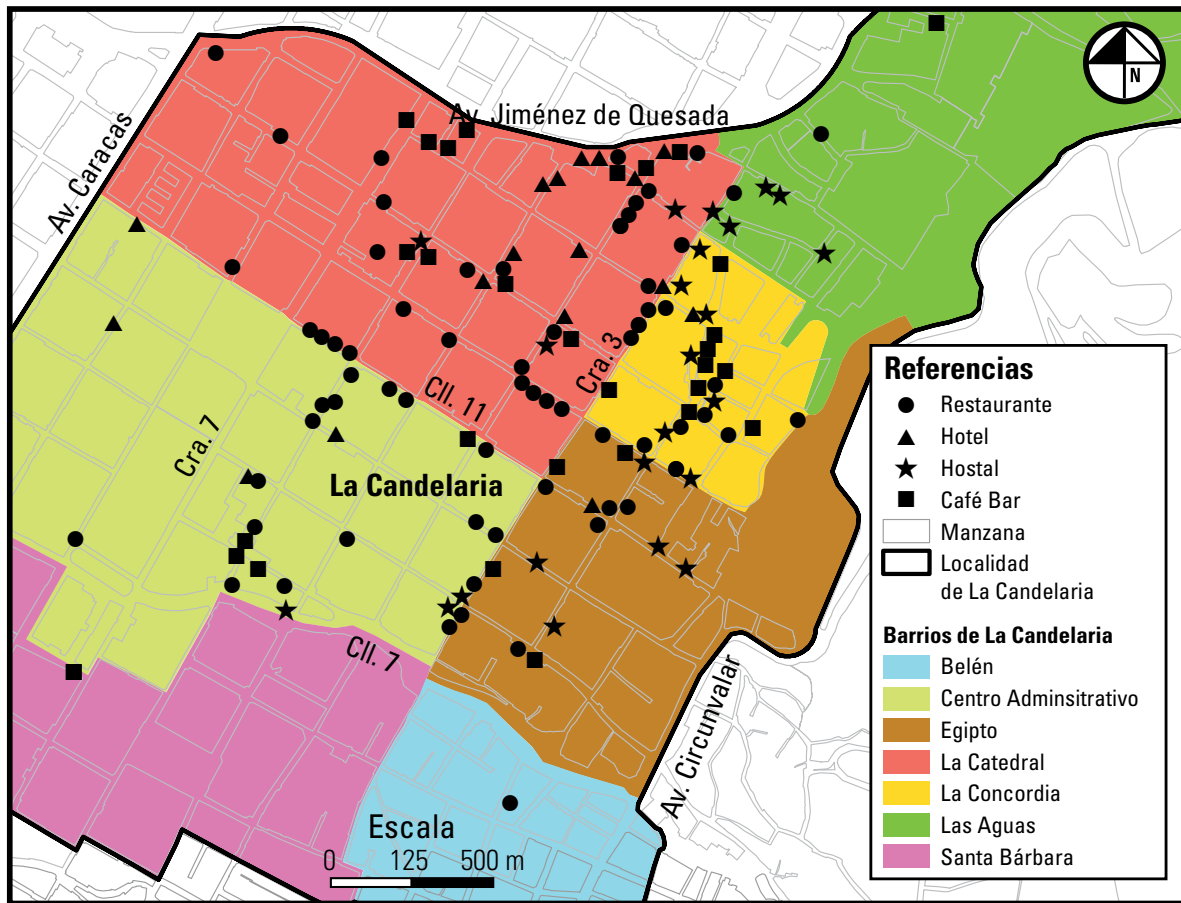 Av. Caracas
Av. Jiménez de Quesada
N
Cra. 3
Cll. 11
Cra. 7
La Candelaria
Cll. 7
Av. Circunvalar
Escala
0 125 500 m
Referencias
Restaurante
Hotel
Hostal
Café Bar
Manzana
Localidad
de La Candelaria
Barrios de La Candelaria
Belén
Centro Adminsitrativo
Egipto
La Catedral
La Concordia
Las Aguas
Santa Bárbara